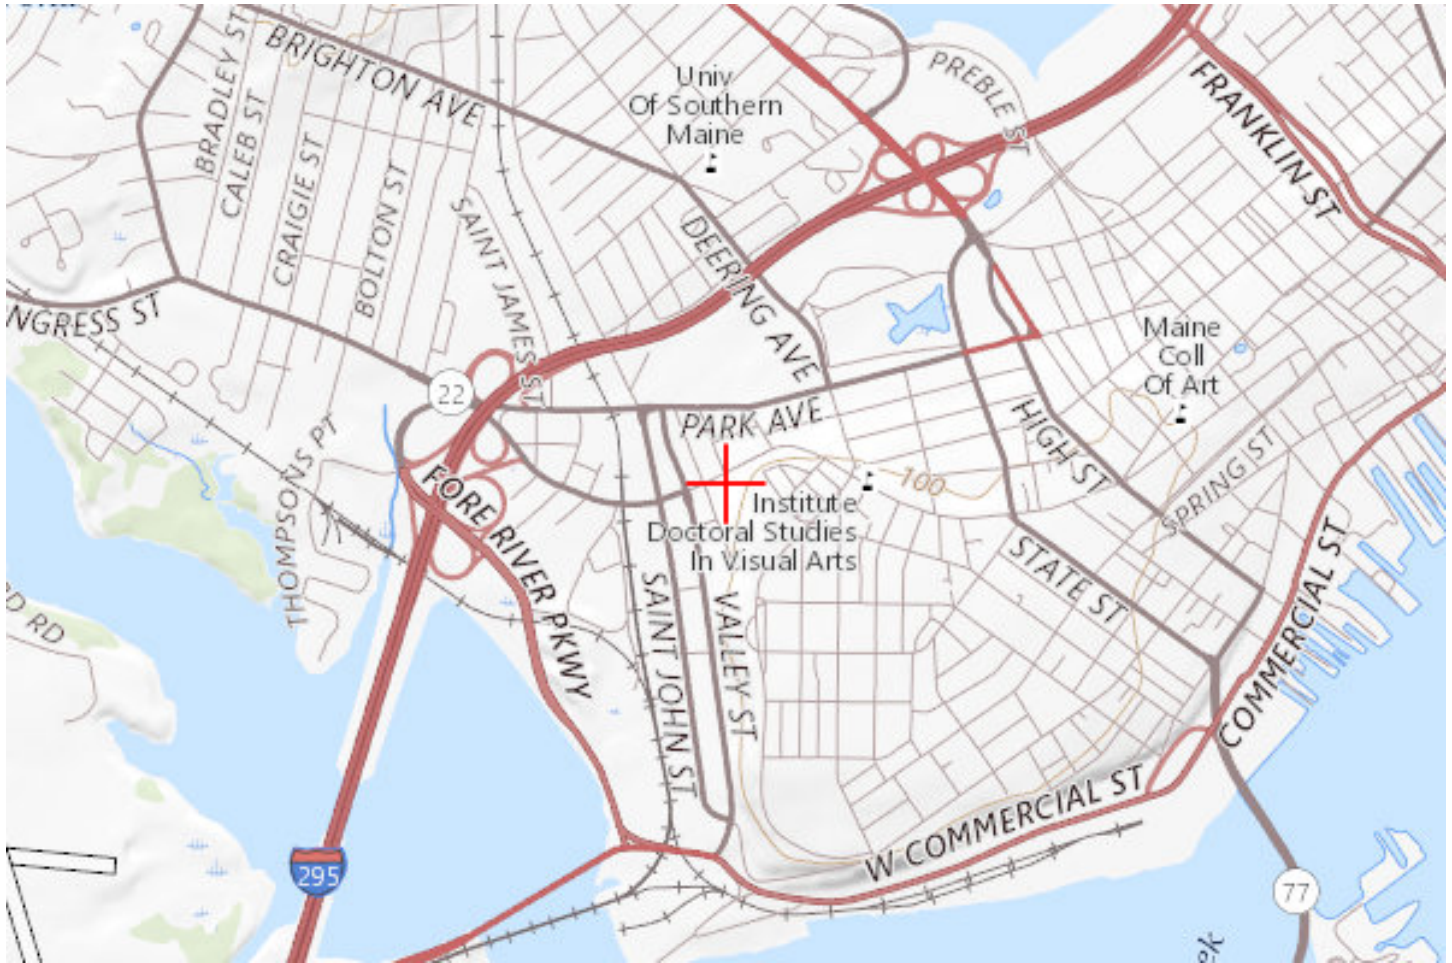 BRIGHTON AVE
BRADLEY ST
CALEB ST
CRAIGIE ST
BOLTON ST
SAINT JAMES ST
Univ
Of Southern
Maine
PREBLE ST
FRANKLIN ST
DEERING AVE
NGRESS ST
22
Maine
Coll
Of Art
PARK AVE
HIGH ST
SPRING ST
100
THOMPSONS PT
FORE RIVER PKWY
Institute
Doctoral Studies
In Visual Arts
STATE ST
SAINT JOHN ST
VALLEY ST
COMMERCIAL ST
W COMMERCIAL ST
RD
295
77
ek